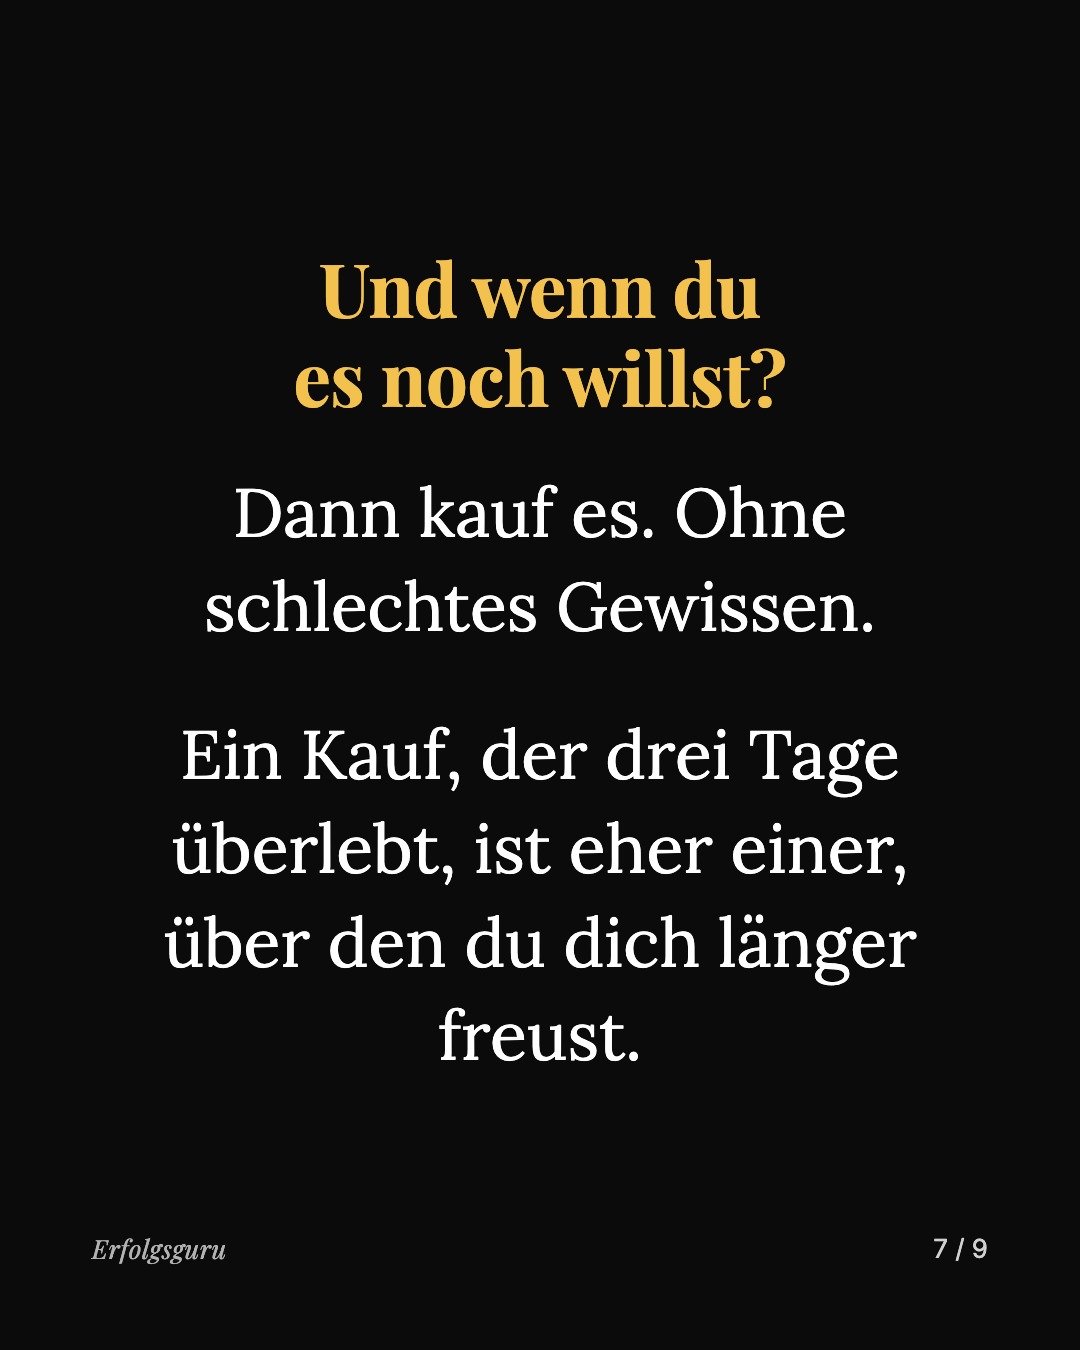 Und wenn du
es noch willst?
Dann kauf es. Ohne
schlechtes Gewissen.
Ein Kauf, der drei Tage
überlebt, ist eher einer,
über den du dich länger
freust.
Erfolgsguru
7 / 9